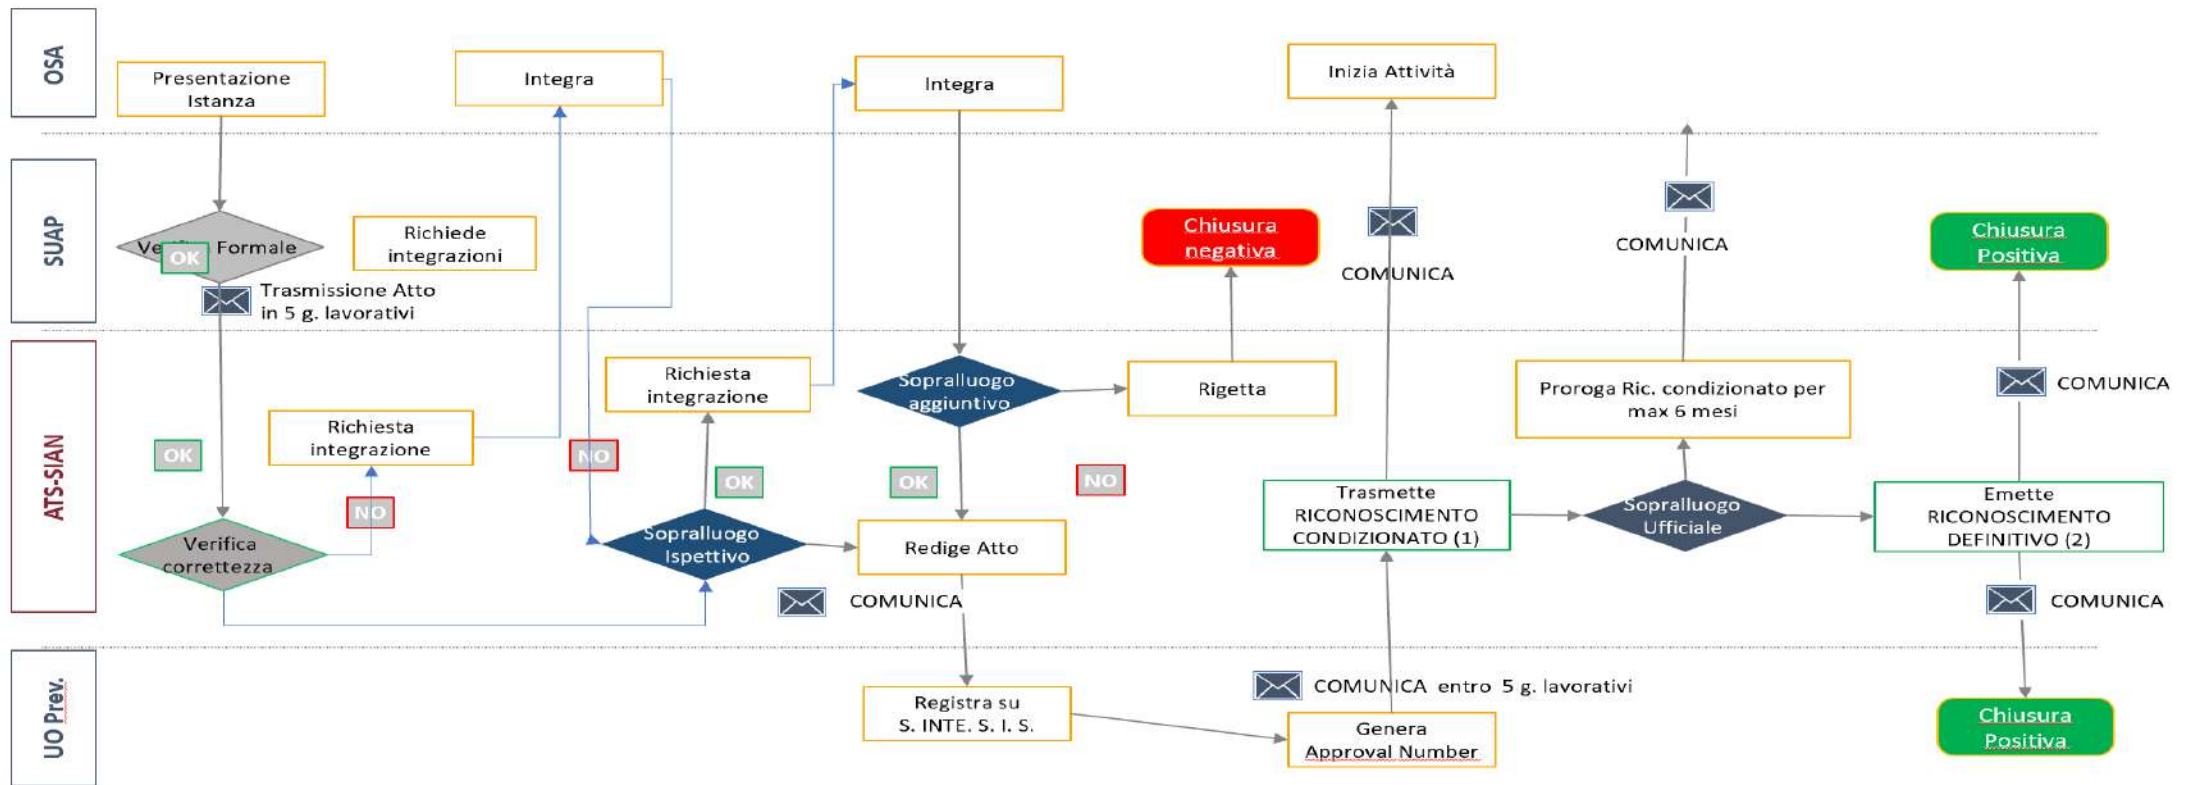 OSA
Presentazione
Istanza
Integra
Integra
Inizia Attività
SUAP
Verifica Formale
OK
Richiede
integrazioni
Trasmissione Atto
in 5 g. lavorativi
Chiusura
negativa
COMUNICA
COMUNICA
Chiusura
Positiva
ATS-SIAN
OK
Verifica
correttezza
Richiesta
integrazione
NO
NO
Richiesta
integrazione
OK
Sopralluogo
Ispettivo
Sopralluogo
aggiuntivo
OK
NO
Rigetta
Redige Atto
COMUNICA
Trasmette
RICONOSCIMENTO
CONDIZIONATO (1)
Proroga Ric. condizionato per
max 6 mesi
Sopralluogo
Ufficiale
COMUNICA
Emette
RICONOSCIMENTO
DEFINITIVO (2)
COMUNICA
UO Prev.
Registra su
S. INTE. S. I. S.
COMUNICA entro 5 g. lavorativi
Genera
Approval Number
Chiusura
Positiva